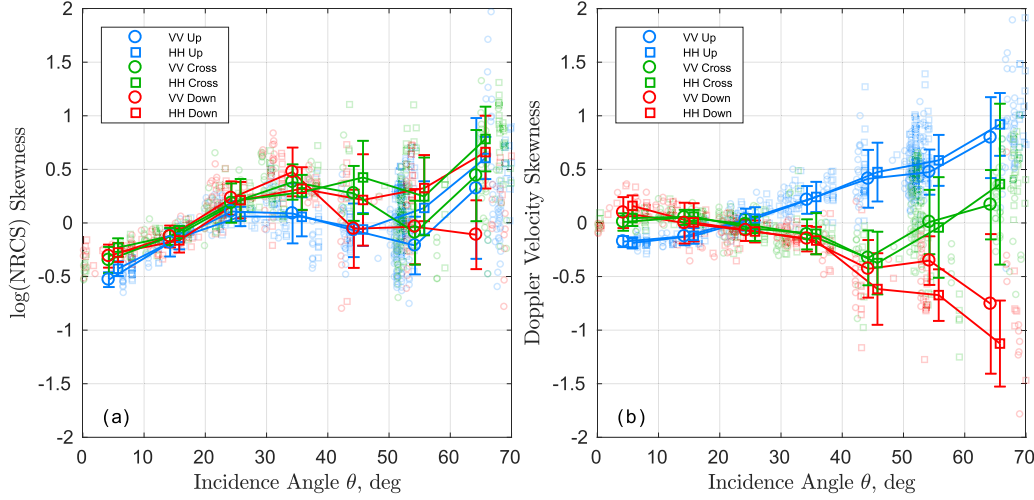 2
1.5
1
0.5
0
-0.5
-1
-1.5
-2
log(NRCS) Skewness
VV Up
HH Up
VV Cross
HH Cross
VV Down
HH Down
(a)
0 10 20 30 40 50 60 70
Incidence Angle θ, deg
2
1.5
1
0.5
0
-0.5
-1
-1.5
-2
Doppler Velocity Skewness
VV Up
HH Up
VV Cross
HH Cross
VV Down
HH Down
(b)
0 10 20 30 40 50 60 70
Incidence Angle θ, deg